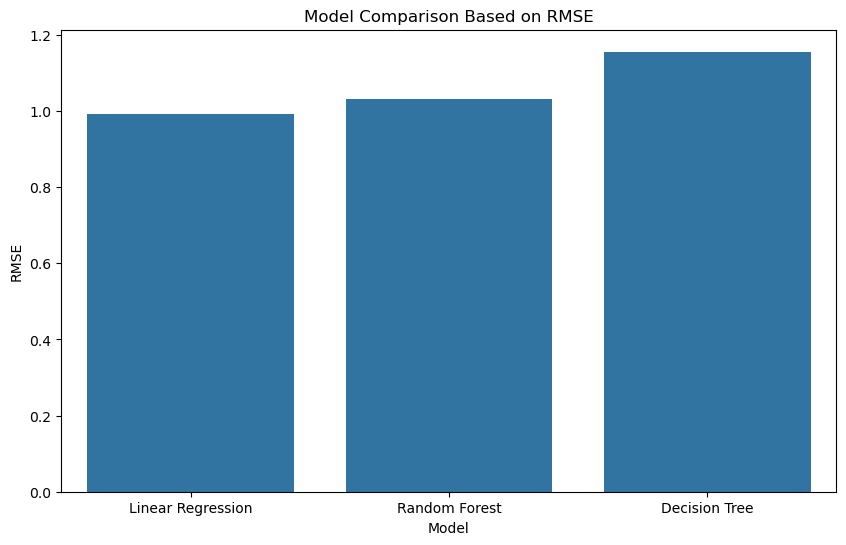 Model Comparison Based on RMSE
1.2
1.0
0.8
0.6
0.4
0.2
0.0
RMSE
Linear Regression
Random Forest
Decision Tree
Model